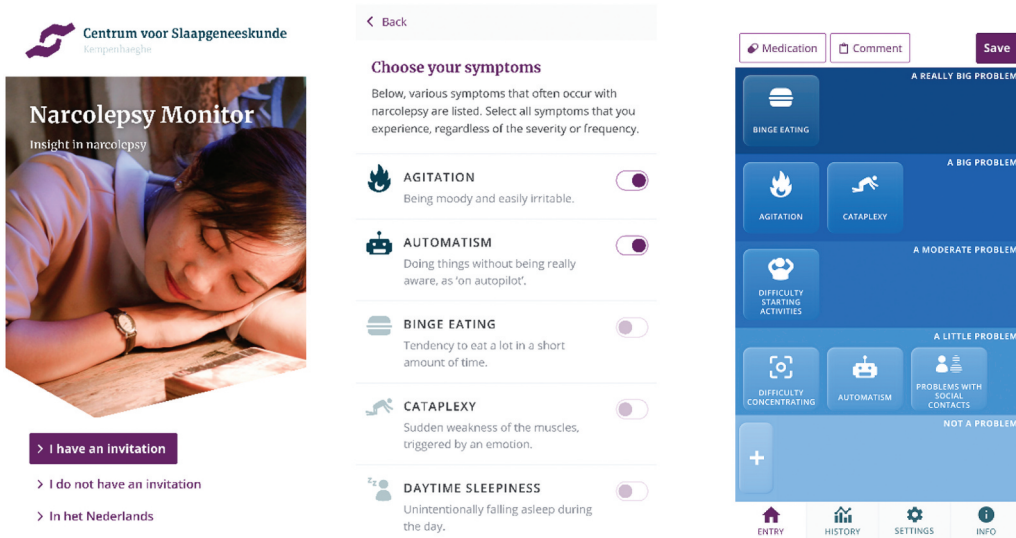 Centrum voor Slaapgeneeskunde
Kempenhaeghe
Narcolepsy Monitor
Insight in narcolepsy
> I have an invitation
> I do not have an invitation
> In het Nederlands
< Back
Choose your symptoms
Below, various symptoms that often occur with
narcolepsy are listed. Select all symptoms that you
experience, regardless of the severity or frequency.
AGITATION
Being moody and easily irritable.
AUTOMATISM
Doing things without being really
aware, as ‘on autopilot’.
BINGE EATING
Tendency to eat a lot in a short
amount of time.
CATAPLEXY
Sudden weakness of the muscles,
triggered by an emotion.
DAYTIME SLEEPINESS
Unintentionally falling asleep during
the day.
Medication Comment Save
A REALLY BIG PROBLEM
BINGE EATING
A BIG PROBLEM
AGITATION CATAPLEXY
A MODERATE PROBLEM
DIFFICULTY
STARTING
ACTIVITIES
A LITTLE PROBLEM
DIFFICULTY
CONCENTRATING
AUTOMATISM
PROBLEMS WITH
SOCIAL
CONTACTS
NOT A PROBLEM
+
ENTRY HISTORY SETTINGS INFO